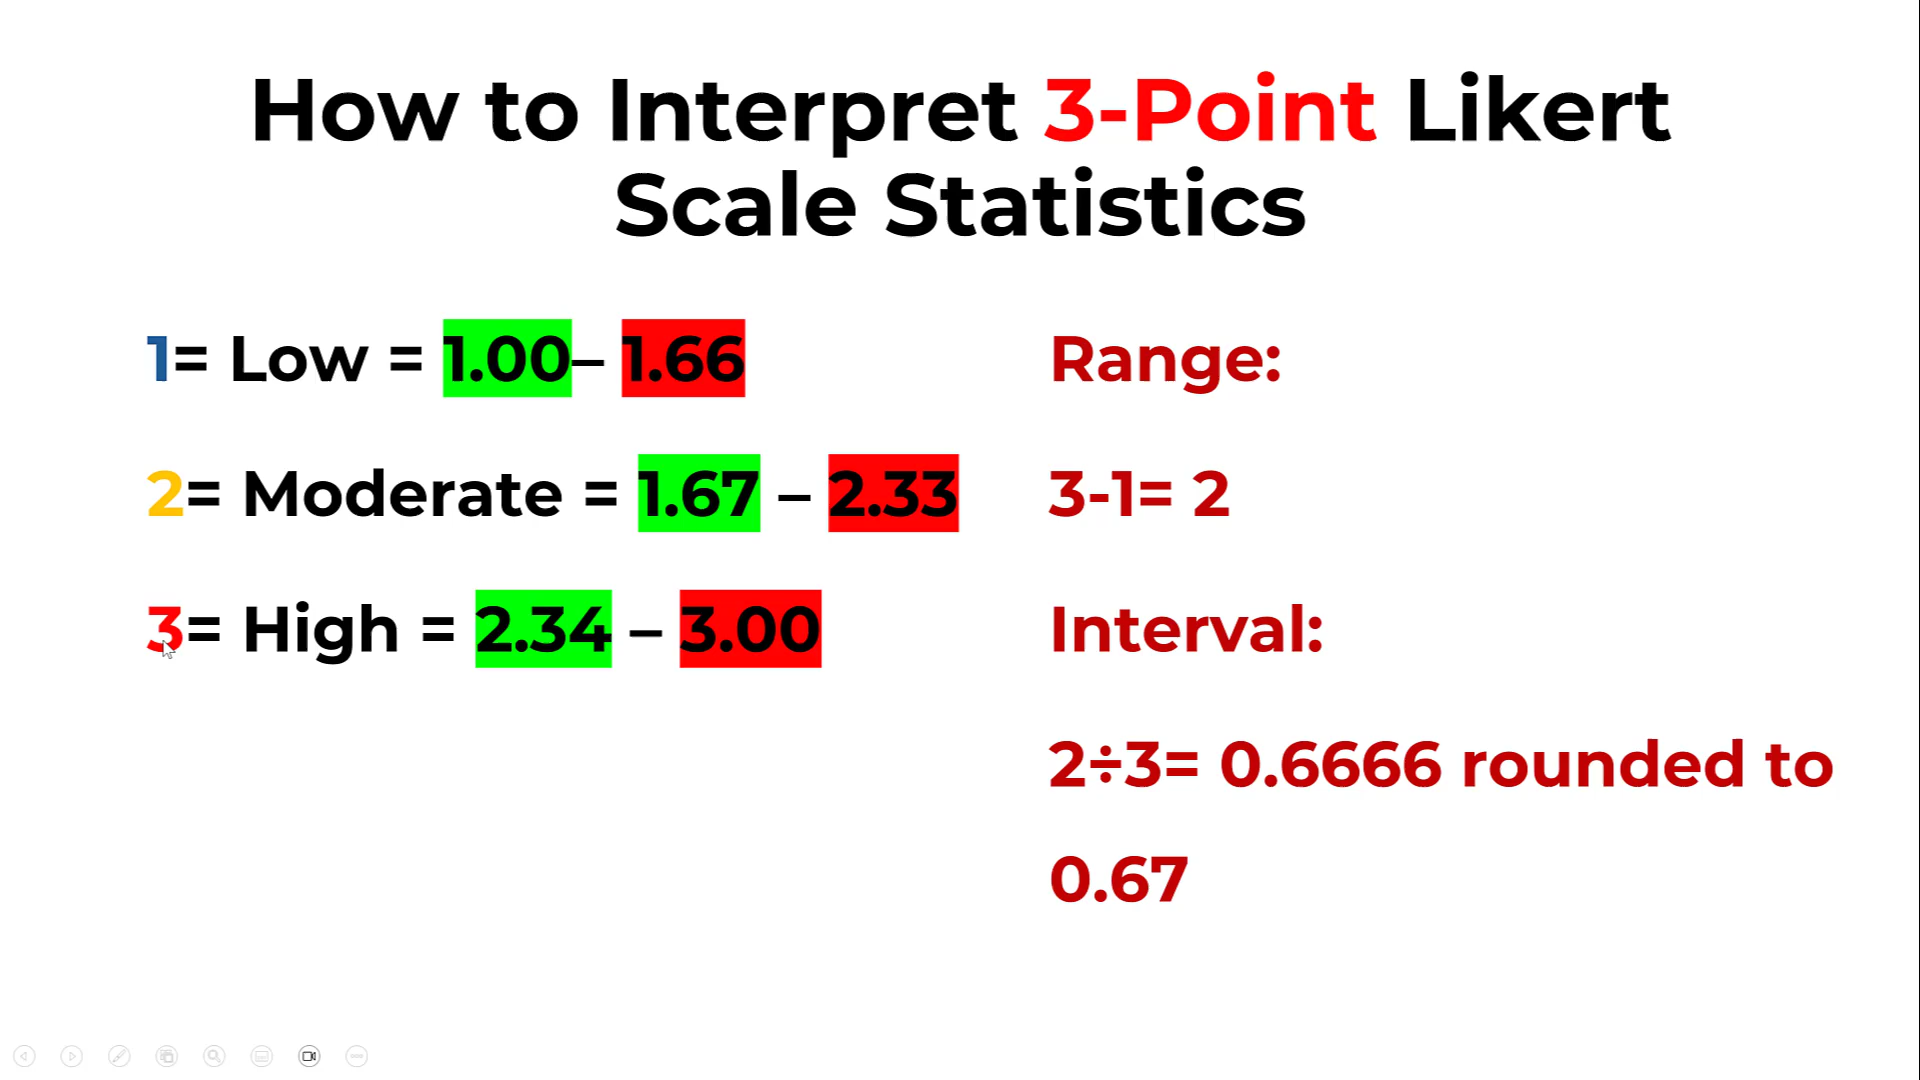 How to Interpret 3-Point Likert
Scale Statistics
1= Low = 1.00– 1.66
2= Moderate = 1.67 – 2.33
3= High = 2.34 – 3.00
Range:
3-1= 2
Interval:
2÷3= 0.6666 rounded to
0.67